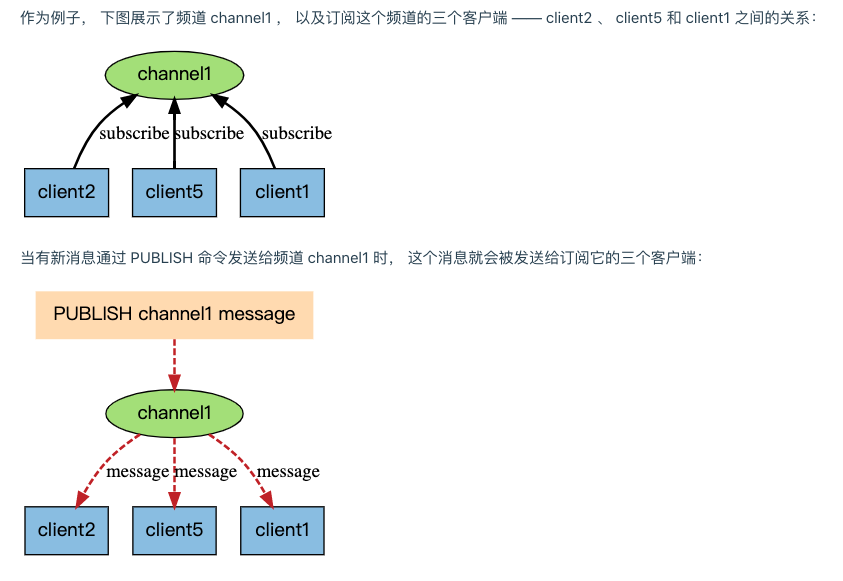 作为例子， 下图展示了频道 channel1 ， 以及订阅这个频道的三个客户端 —— client2 、 client5 和 client1 之间的关系：
channel1
subscribe subscribe subscribe
client2 client5 client1
当有新消息通过 PUBLISH 命令发送给频道 channel1 时， 这个消息就会被发送给订阅它的三个客户端：
PUBLISH channel1 message
channel1
message message message
client2 client5 client1